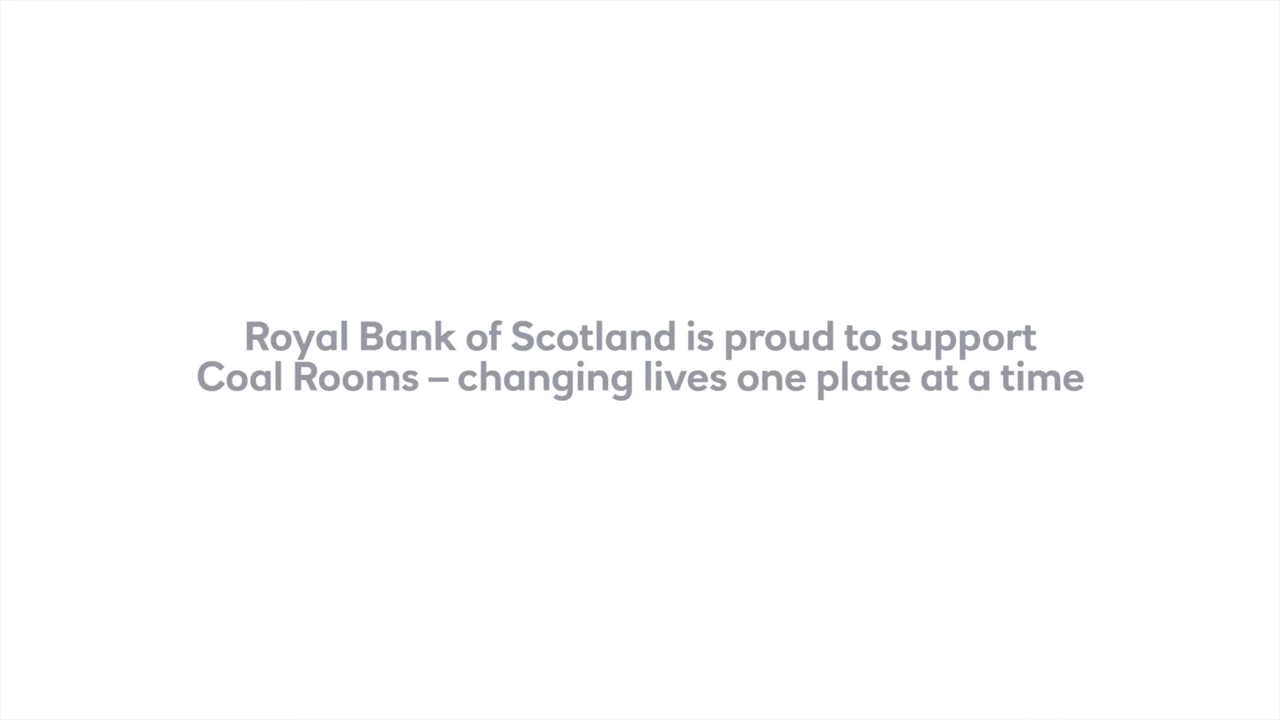 Royal Bank of Scotland is proud to support
Coal Rooms – changing lives one plate at a time